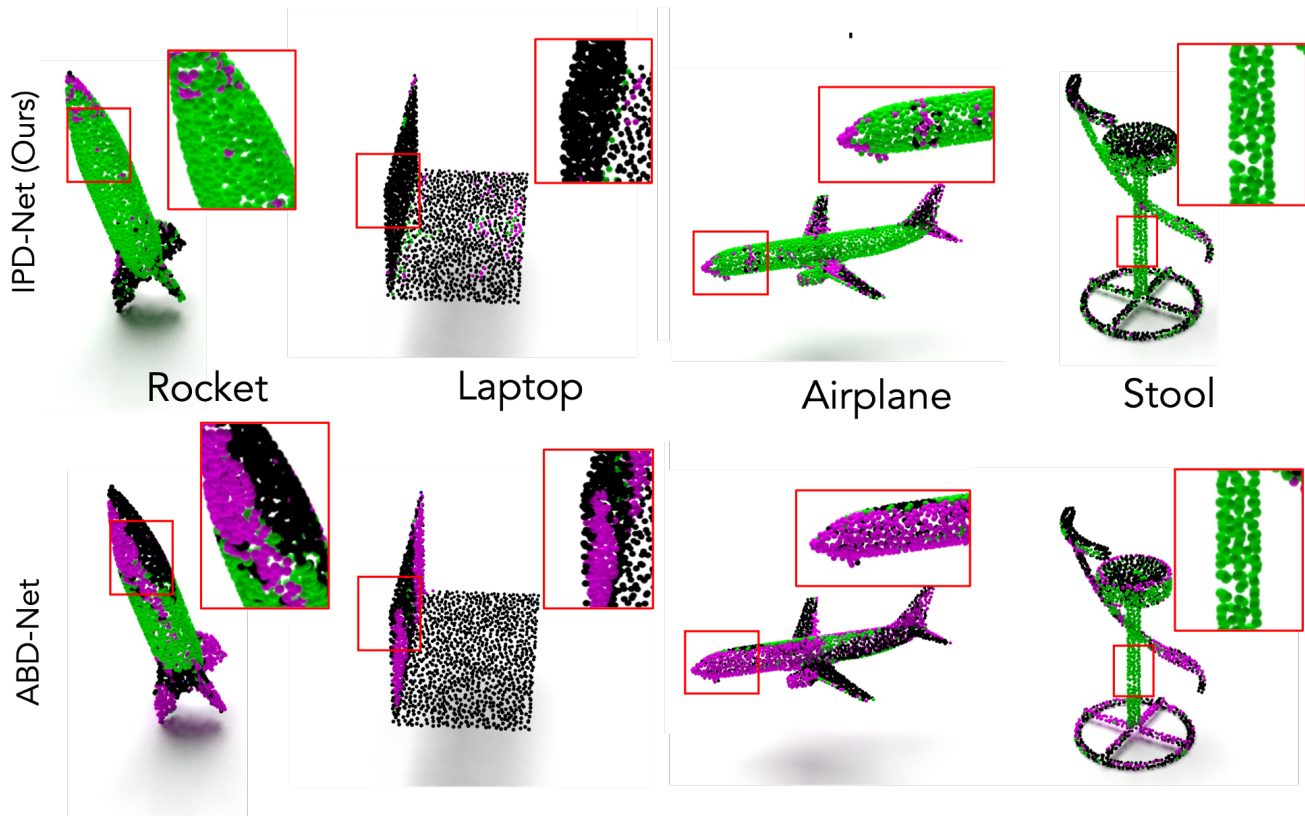 IPD-Net (Ours)
Rocket
Laptop
Airplane
Stool
ABD-Net